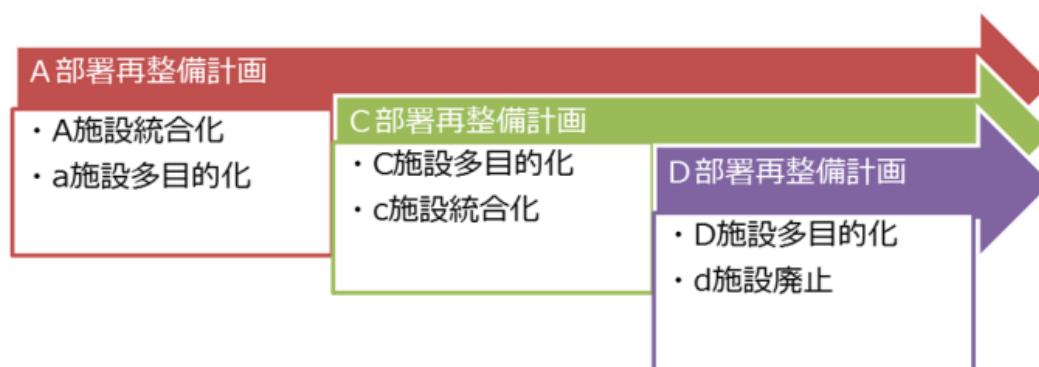 A部署再整備計画
・A施設統合化
・a施設多目的化
C部署再整備計画
・C施設多目的化
・c施設統合化
D部署再整備計画
・D施設多目的化
・d施設廃止